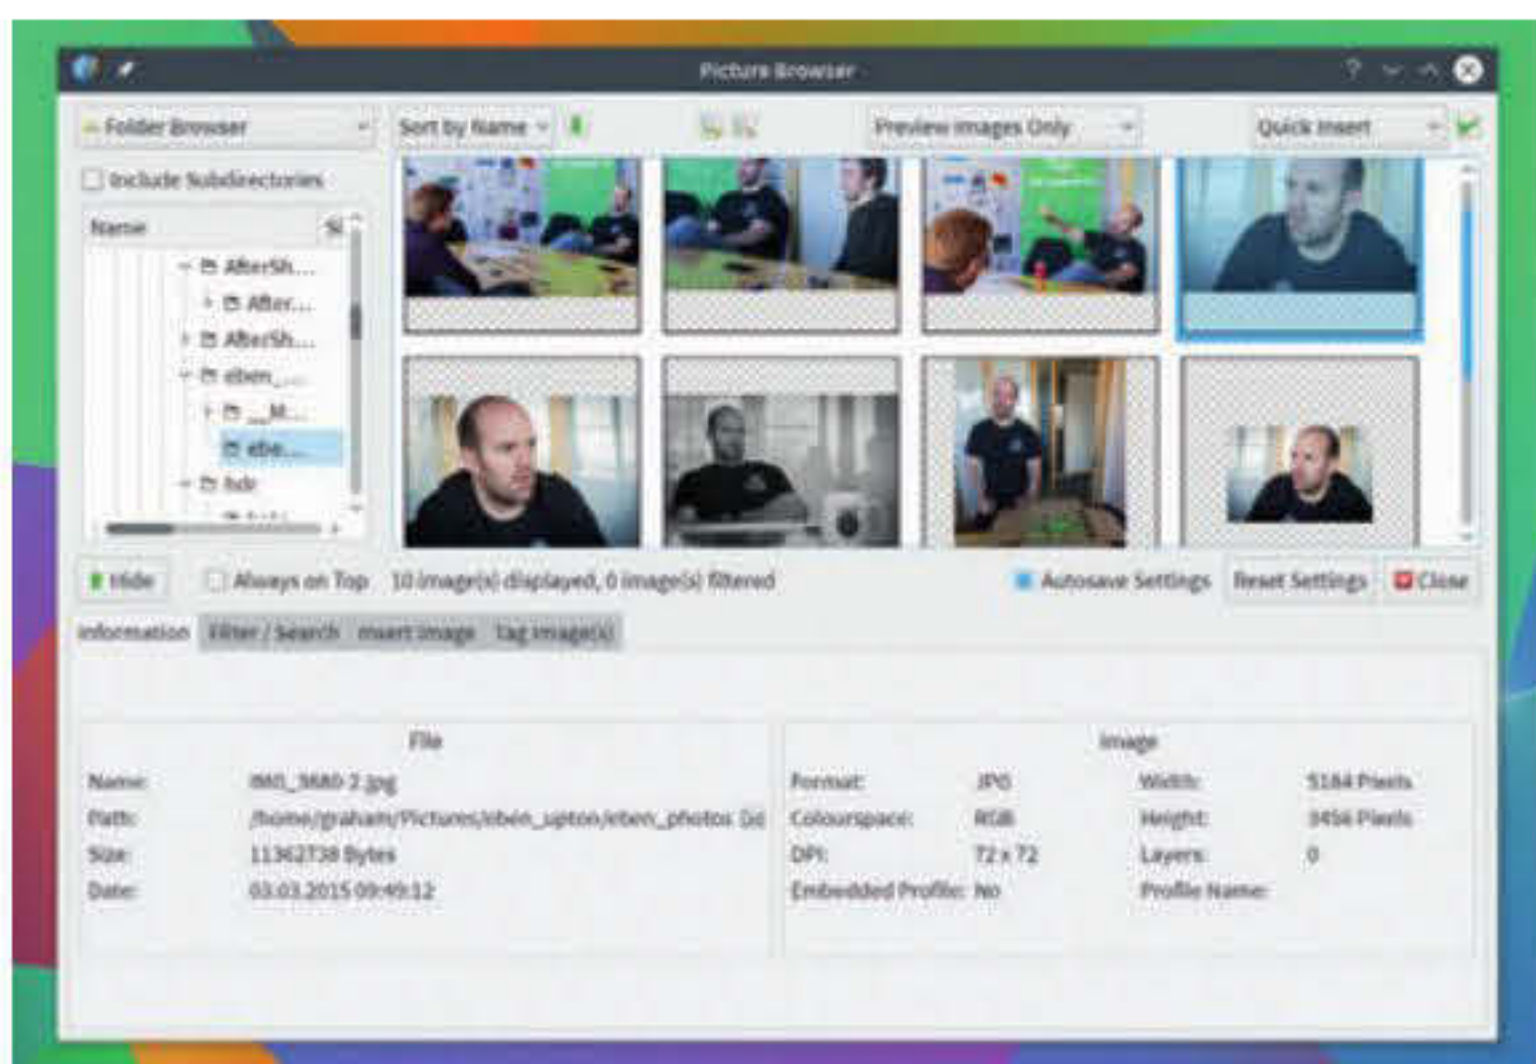 Picture Browser
Folder Browser
Sort by Name
Preview Images Only
Quick Insert
Include Subdirectories
Name
AfterSh...
After...
AfterSh...
eben_...
__M...
ebe...
hdr
Hide
Always on Top
10 image(s) displayed, 0 image(s) filtered
Autosave Settings
Reset Settings
Close
Information
Filter / Search
Insert Image
Tag Image(s)
File
Name:
IMG_3680-2.jpg
Path:
/home/graham/Pictures/eben_upton/eben_photos
Size:
11362738 Bytes
Date:
03.03.2015 09:49:12
Image
Format:
JPG
Width:
5184 Pixels
Colourspace:
RGB
Height:
3456 Pixels
DPI:
72 x 72
Layers:
0
Embedded Profile:
No
Profile Name: